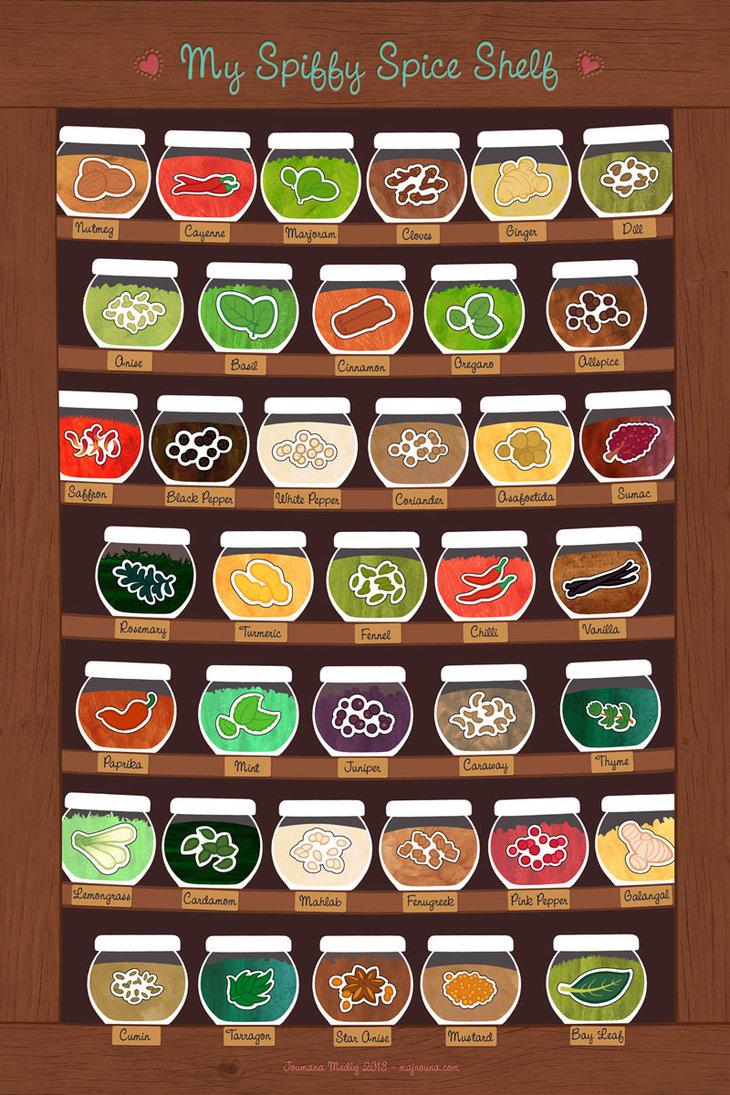 My Spiffy Spice Shelf
Nutmeg Cayenne Marjoram Cloves Ginger Dill
Anise Basil Cinnamon Oregano Allspice
Saffron Black Pepper White Pepper Coriander Asafoetida Sumac
Rosemary Turmeric Fennel Chilli Vanilla
Paprika Mint Juniper Caraway Thyme
Lemongrass Cardamom Mahlab Fenugreek Pink Pepper Galangal
Cumin Tarragon Star Anise Mustard Bay Leaf
Joumana Medlej 2013 - majnouna.com